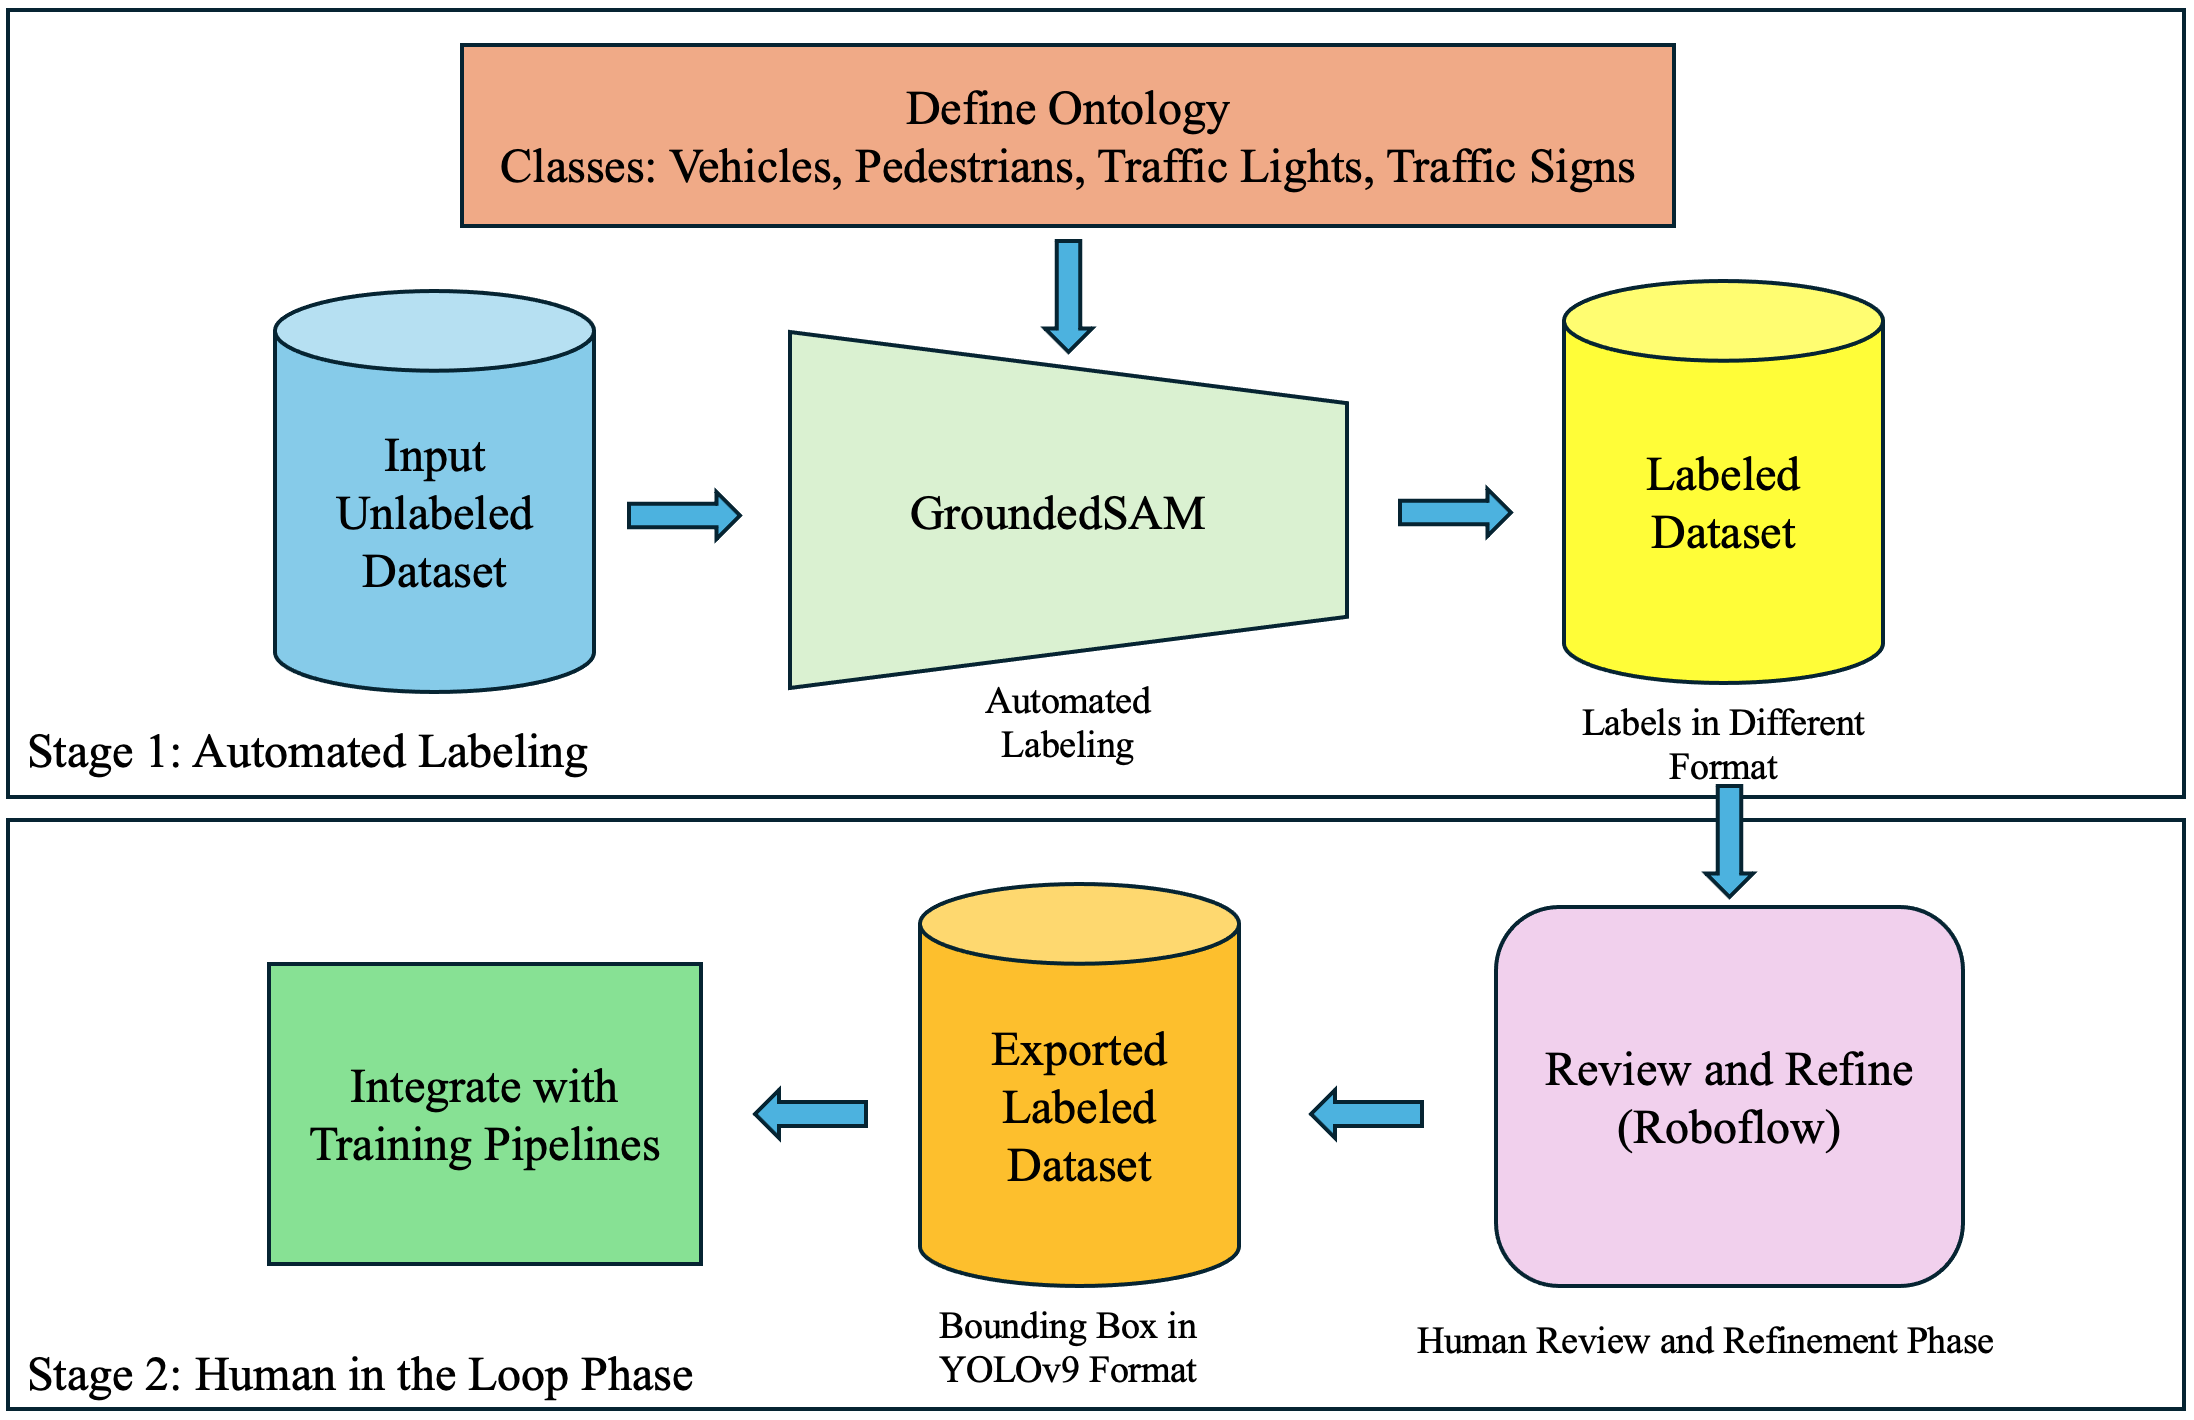 Define Ontology
Classes: Vehicles, Pedestrians, Traffic Lights, Traffic Signs
Input
Unlabeled
Dataset
GroundedSAM
Automated
Labeling
Labeled
Dataset
Labels in Different
Format
Stage 1: Automated Labeling
Review and Refine
(Roboflow)
Human Review and Refinement Phase
Exported
Labeled
Dataset
Bounding Box in
YOLOv9 Format
Integrate with
Training Pipelines
Stage 2: Human in the Loop Phase